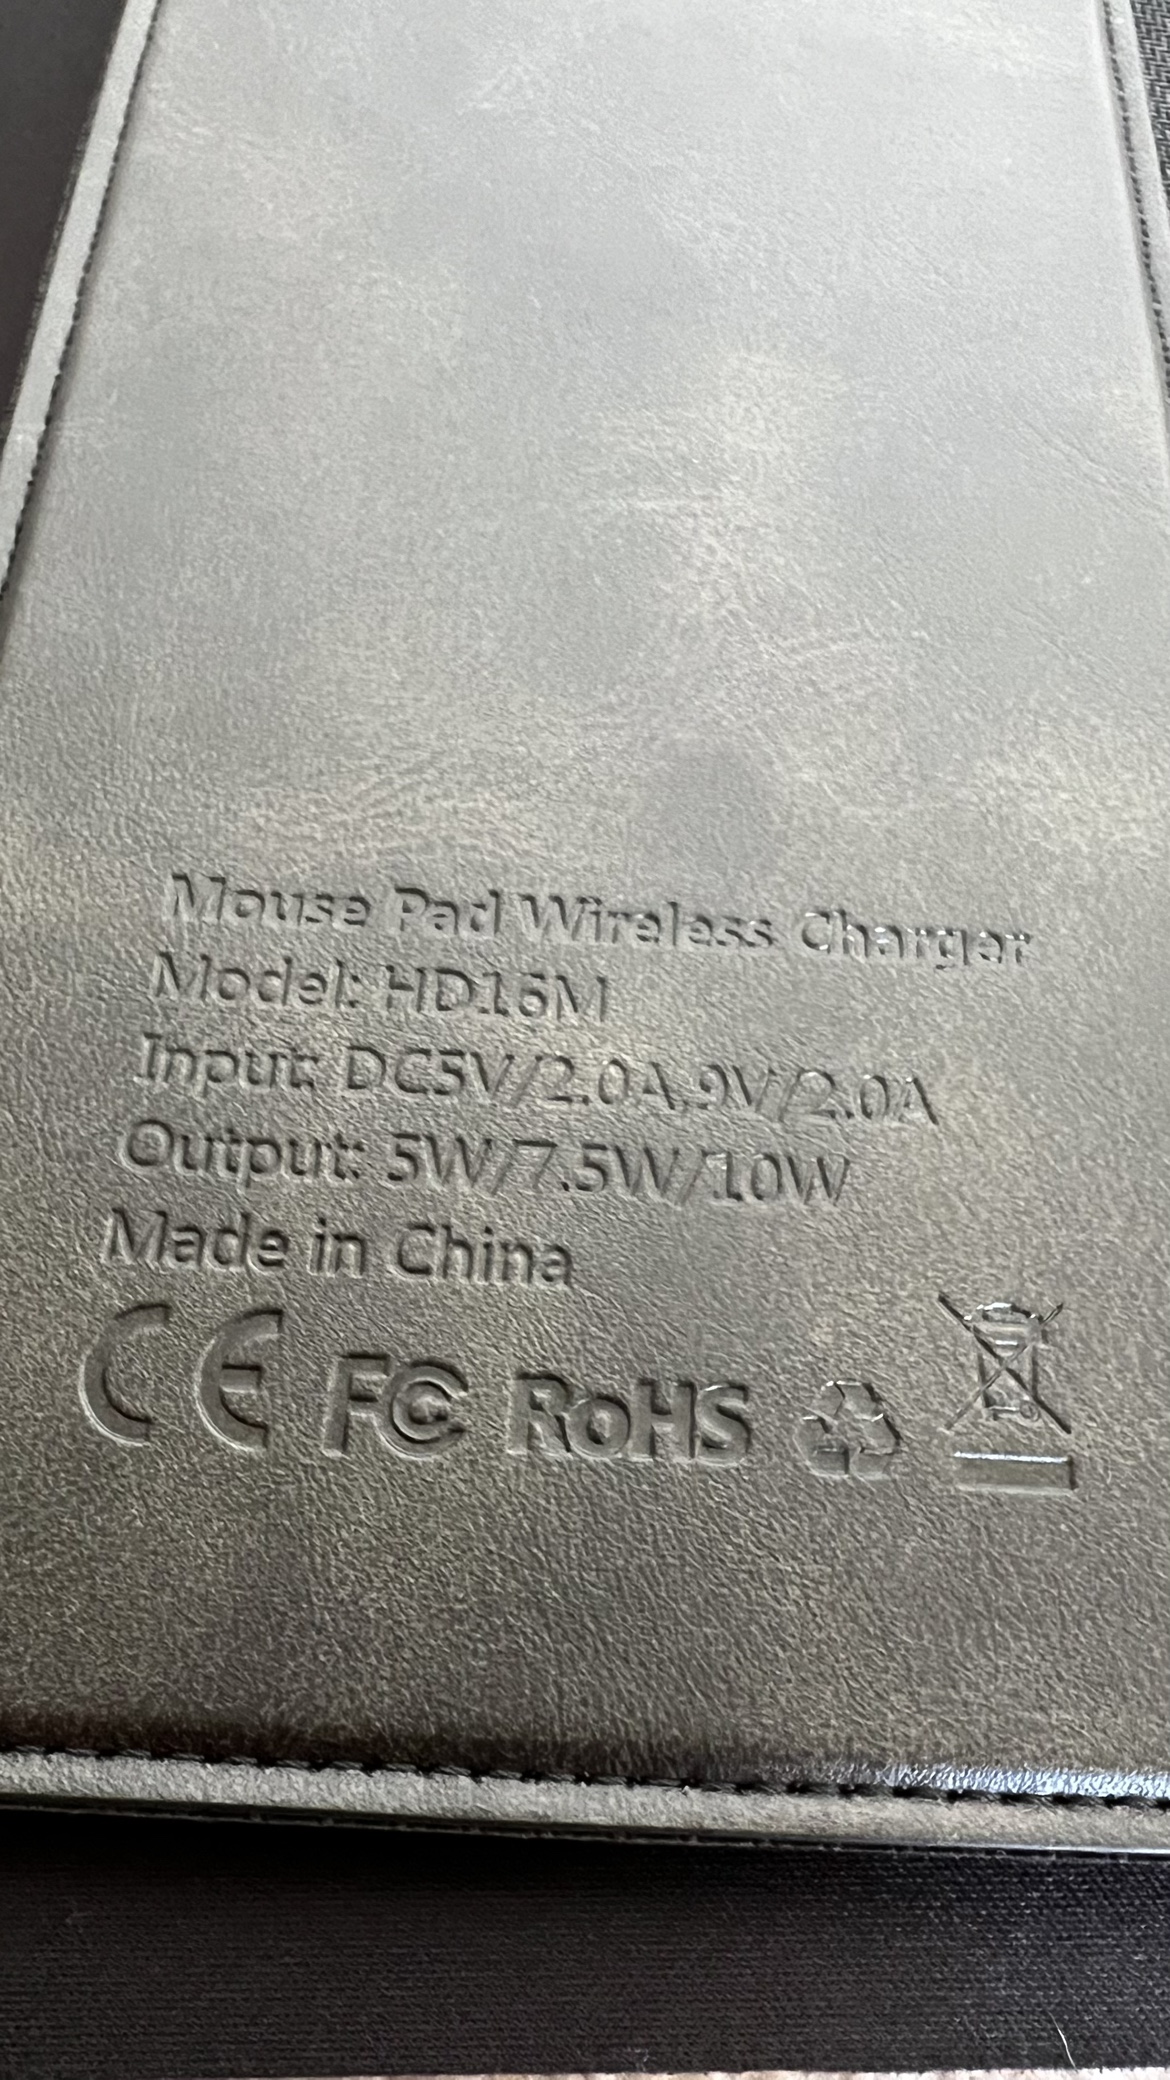 Mouse Pad Wireless Charger
Model: HD16M
Input: DC5V/2.0A,9V/2.0A
Output: 5W/7.5W/10W
Made in China
CE FC RoHS